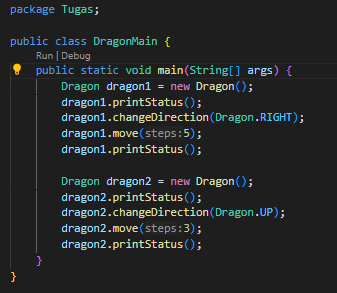 package Tugas;
public class DragonMain {
Run | Debug
public static void main(String[] args) {
Dragon dragon1 = new Dragon();
dragon1.printStatus();
dragon1.changeDirection(Dragon.RIGHT);
dragon1.move(steps:5);
dragon1.printStatus();
Dragon dragon2 = new Dragon();
dragon2.printStatus();
dragon2.changeDirection(Dragon.UP);
dragon2.move(steps:3);
dragon2.printStatus();
}
}